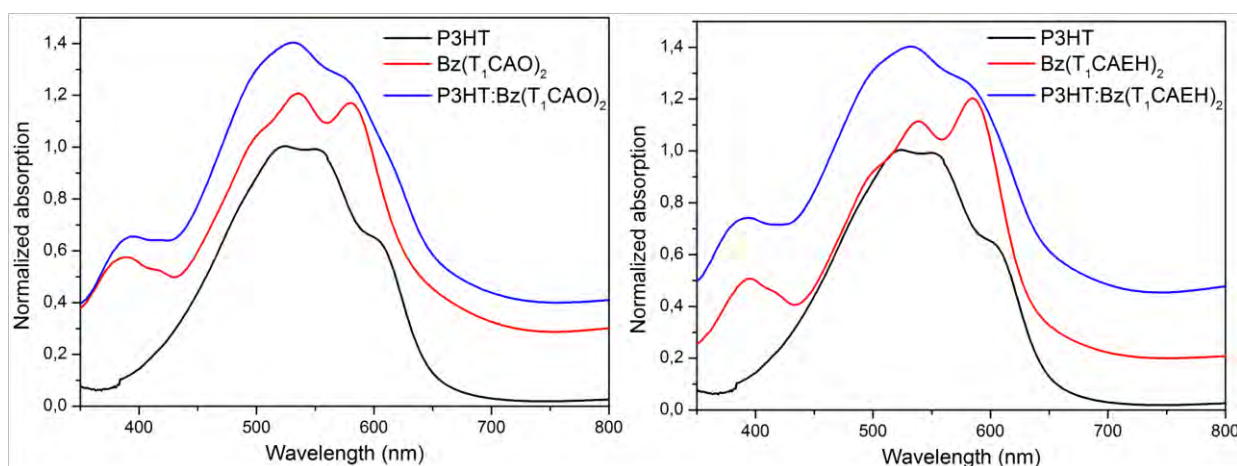 1,4
1,2
1,0
0,8
0,6
0,4
0,2
0,0
Normalized absorption
P3HT
Bz(T₁CAO)₂
P3HT:Bz(T₁CAO)₂
400
500
600
700
800
Wavelength (nm)
1,4
1,2
1,0
0,8
0,6
0,4
0,2
0,0
Normalized absorption
P3HT
Bz(T₁CAEH)₂
P3HT:Bz(T₁CAEH)₂
400
500
600
700
800
Wavelength (nm)